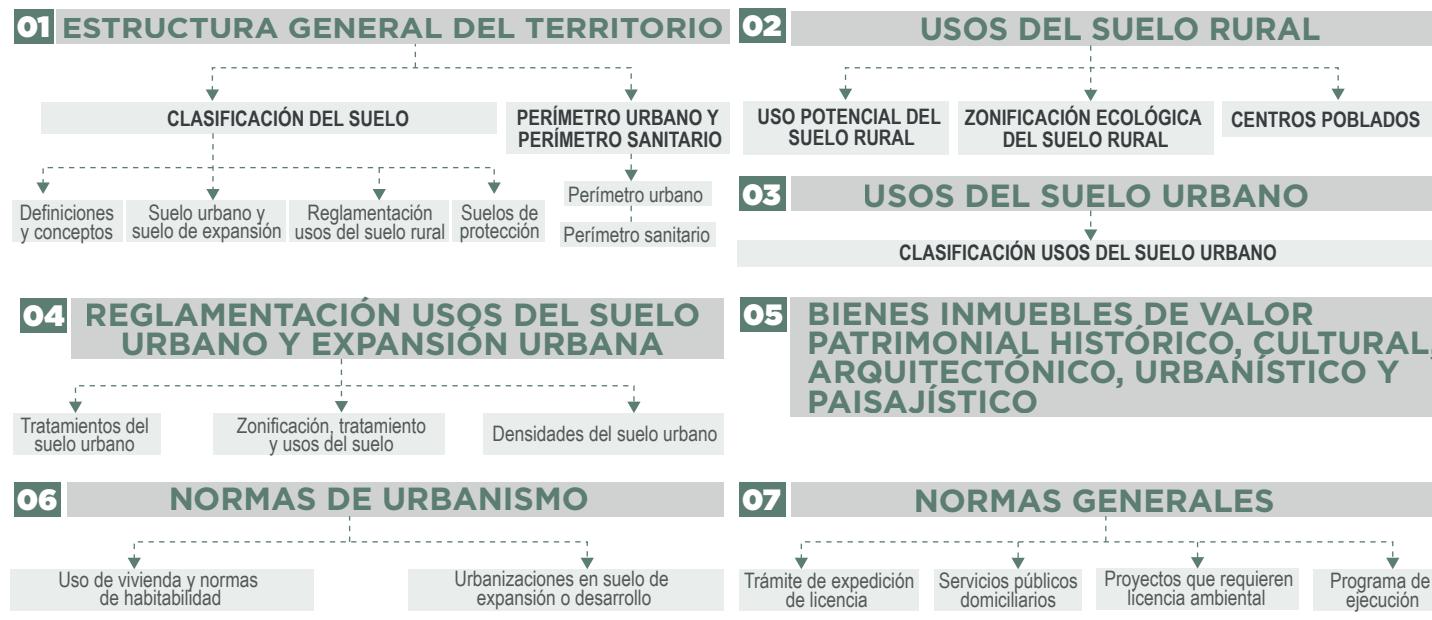 01 ESTRUCTURA GENERAL DEL TERRITORIO
CLASIFICACIÓN DEL SUELO
PERÍMETRO URBANO Y
PERÍMETRO SANITARIO
Definiciones
y conceptos
Suelo urbano y
suelo de expansión
Reglamentación
usos del suelo rural
Suelos de
protección
Perímetro urbano
Perímetro sanitario
02 USOS DEL SUELO RURAL
USO POTENCIAL DEL
SUELO RURAL
ZONIFICACIÓN ECOLÓGICA
DEL SUELO RURAL
CENTROS POBLADOS
03 USOS DEL SUELO URBANO
CLASIFICACIÓN USOS DEL SUELO URBANO
04 REGLAMENTACIÓN USOS DEL SUELO
URBANO Y EXPANSIÓN URBANA
Tratamientos del
suelo urbano
Zonificación, tratamiento
y usos del suelo
Densidades del suelo urbano
05 BIENES INMUEBLES DE VALOR
PATRIMONIAL HISTÓRICO, CULTURAL,
ARQUITECTÓNICO, URBANÍSTICO Y
PAISAJÍSTICO
06 NORMAS DE URBANISMO
Uso de vivienda y normas
de habitabilidad
Urbanizaciones en suelo de
expansión o desarrollo
07 NORMAS GENERALES
Trámite de expedición
de licencia
Servicios públicos
domiciliarios
Proyectos que requieren
licencia ambiental
Programa de
ejecución